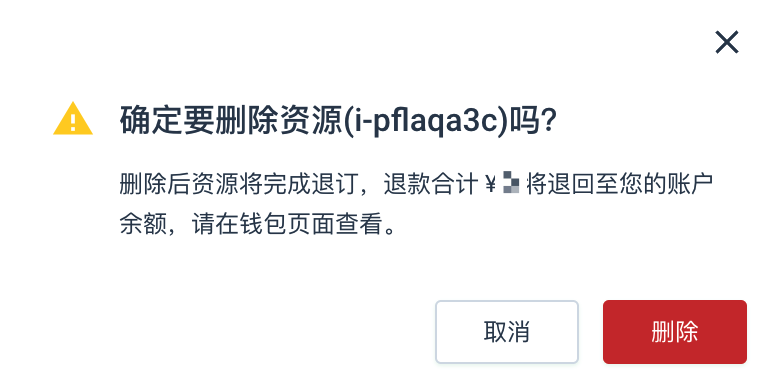 确定要删除资源(i-pflaqa3c)吗?
删除后资源将完成退订，退款合计 ¥ 将退回至您的账户
余额，请在钱包页面查看。
取消
删除